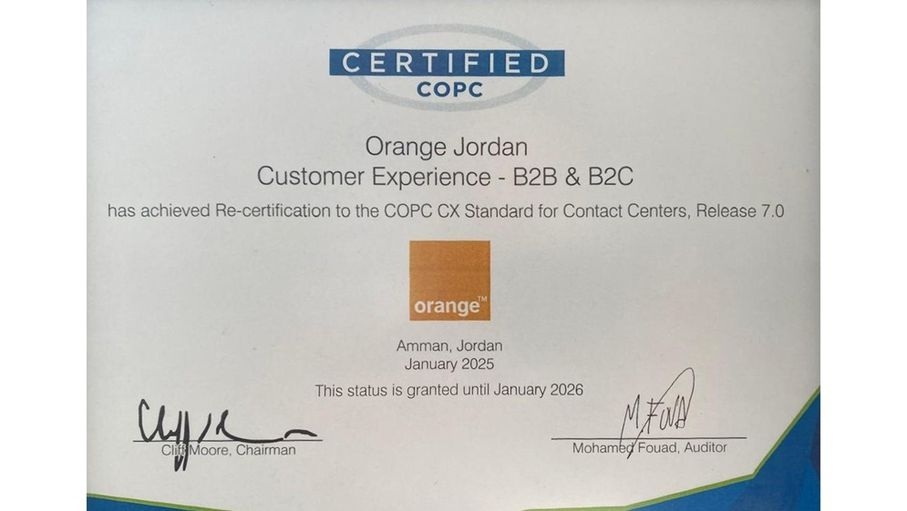 CERTIFIED
COPC
Orange Jordan
Customer Experience - B2B & B2C
has achieved Re-certification to the COPC CX Standard for Contact Centers, Release 7.0
orange™
Amman, Jordan
January 2025
This status is granted until January 2026
Cliff Moore, Chairman
M. Foud
Mohamed Fouad, Auditor